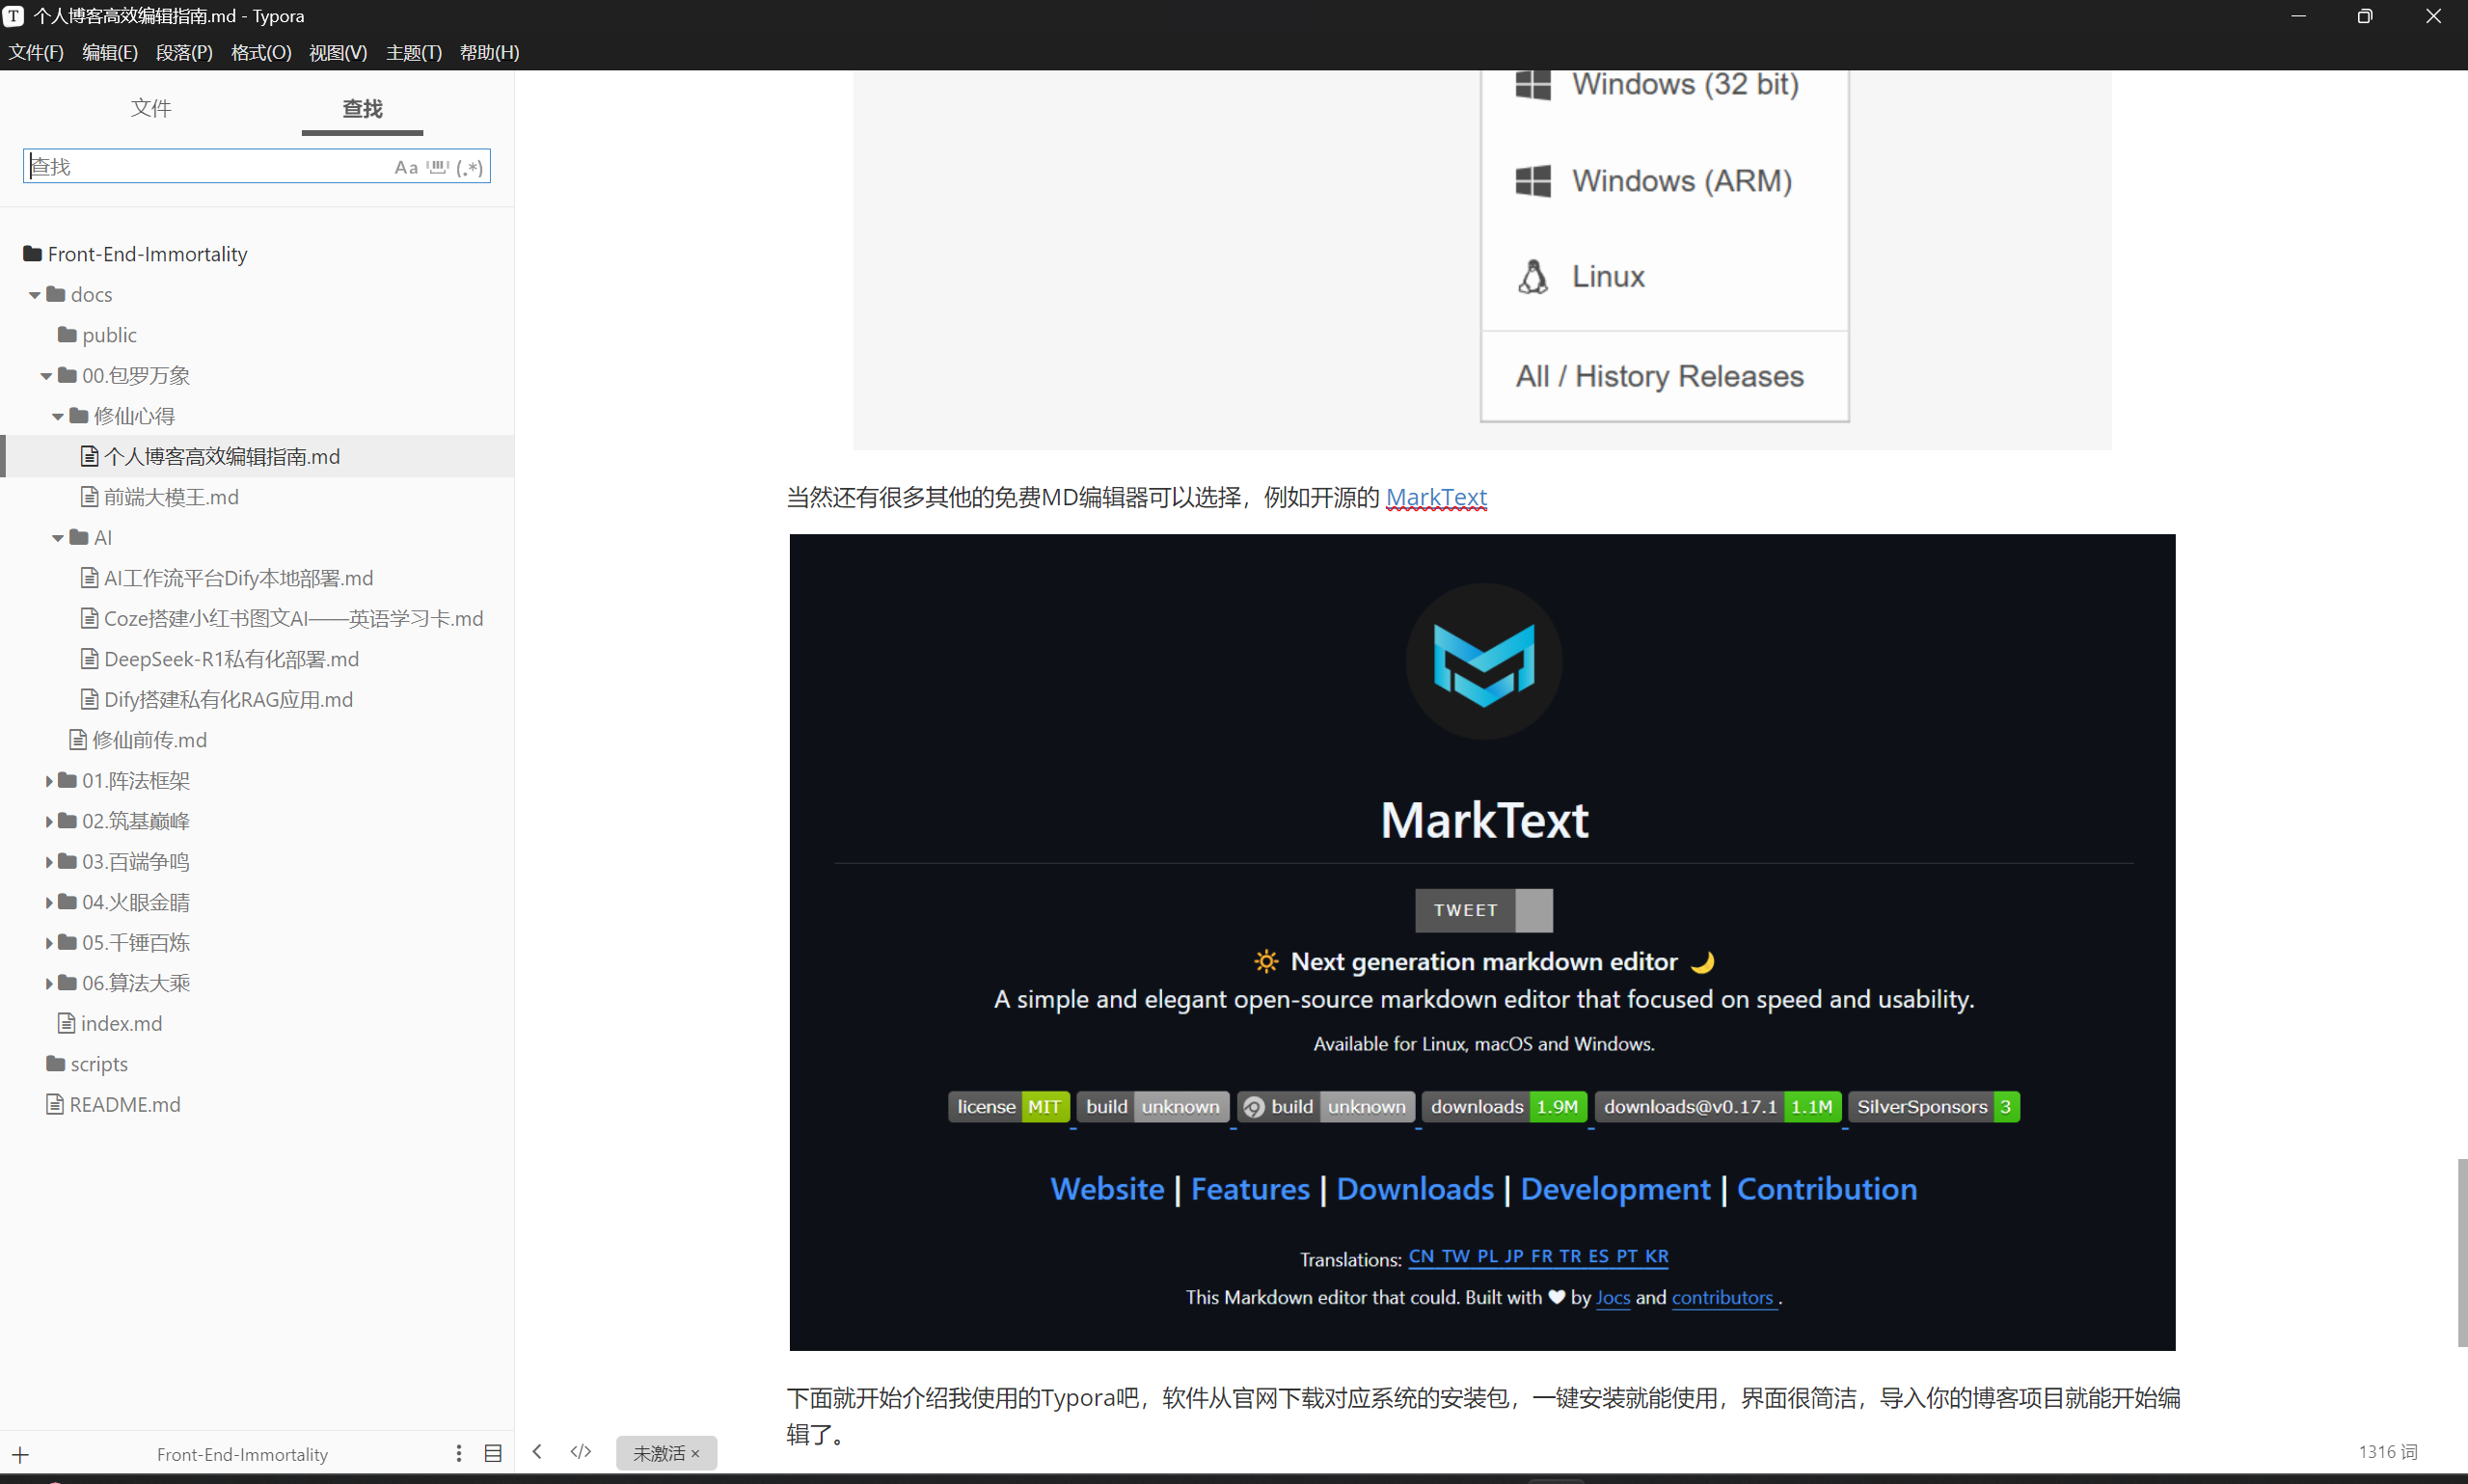 个人博客高效编辑指南.md - Typora
文件(F) 编辑(E) 段落(P) 格式(O) 视图(V) 主题(T) 帮助(H)
文件 查找
查找 Aa (.*)
Front-End-Immortality
docs
public
00.包罗万象
修仙心得
个人博客高效编辑指南.md
前端大模王.md
AI
AI工作流平台Dify本地部署.md
Coze搭建小红书图文AI——英语学习卡.md
DeepSeek-R1私有化部署.md
Dify搭建私有化RAG应用.md
修仙前传.md
01.阵法框架
02.筑基巅峰
03.百端争鸣
04.火眼金睛
05.千锤百炼
06.算法大乘
index.md
scripts
README.md
Front-End-Immortality
Windows (32 bit)
Windows (ARM)
Linux
All / History Releases
当然还有很多其他的免费MD编辑器可以选择，例如开源的 MarkText
MarkText
TWEET
Next generation markdown editor
A simple and elegant open-source markdown editor that focused on speed and usability.
Available for Linux, macOS and Windows.
license MIT build unknown build unknown downloads 1.9M downloads@v0.17.1 1.1M SilverSponsors 3
Website | Features | Downloads | Development | Contribution
Translations: CN TW PL JP FR TR ES PT KR
This Markdown editor that could. Built with ❤ by Jocs and contributors .
下面就开始介绍我使用的Typora吧，软件从官网下载对应系统的安装包，一键安装就能使用，界面很简洁，导入你的博客项目就能开始编
辑了。
</> 未激活 × 1316 词